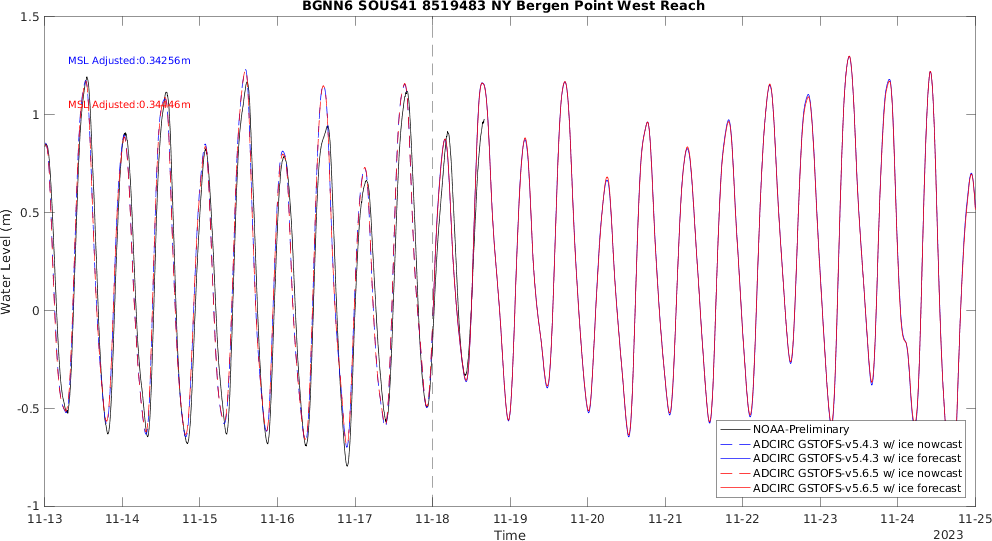 BGNN6 SOUS41 8519483 NY Bergen Point West Reach
MSL Adjusted:0.34256m
MSL Adjusted:
Water Level (m)
1.5
1
0.5
0
-0.5
-1
NOAA-Preliminary
ADCIRC GSTOFS-v5.4.3 w/ ice nowcast
ADCIRC GSTOFS-v5.4.3 w/ ice forecast
ADCIRC GSTOFS-v5.6.5 w/ ice nowcast
ADCIRC GSTOFS-v5.6.5 w/ ice forecast
11-13 11-14 11-15 11-16 11-17 11-18 11-19 11-20 11-21 11-22 11-23 11-24 11-25
Time
2023